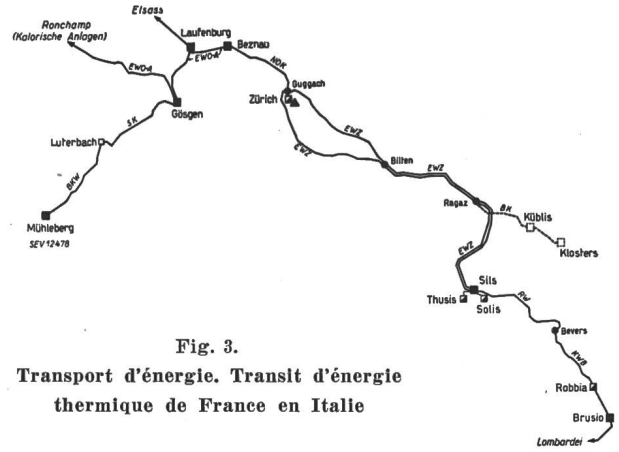 Elsass
Ronchamp
(Kalorische Anlagen)
Laufenburg
Beznau
EWO-A
EWO-A
NOK
Guggach
Zürich
Gösgen
SK
EWZ
Luterbach
EWZ
Bilten
EWZ
BKW
Ragaz
BK
Küblis
Mühleberg
SEV 12478
Klosters
EWZ
Sils
Thusis
Solis
RW
Bevers
KWB
Robbia
Brusio
Lombardei
Fig. 3.
Transport d'énergie. Transit d'énergie
thermique de France en Italie